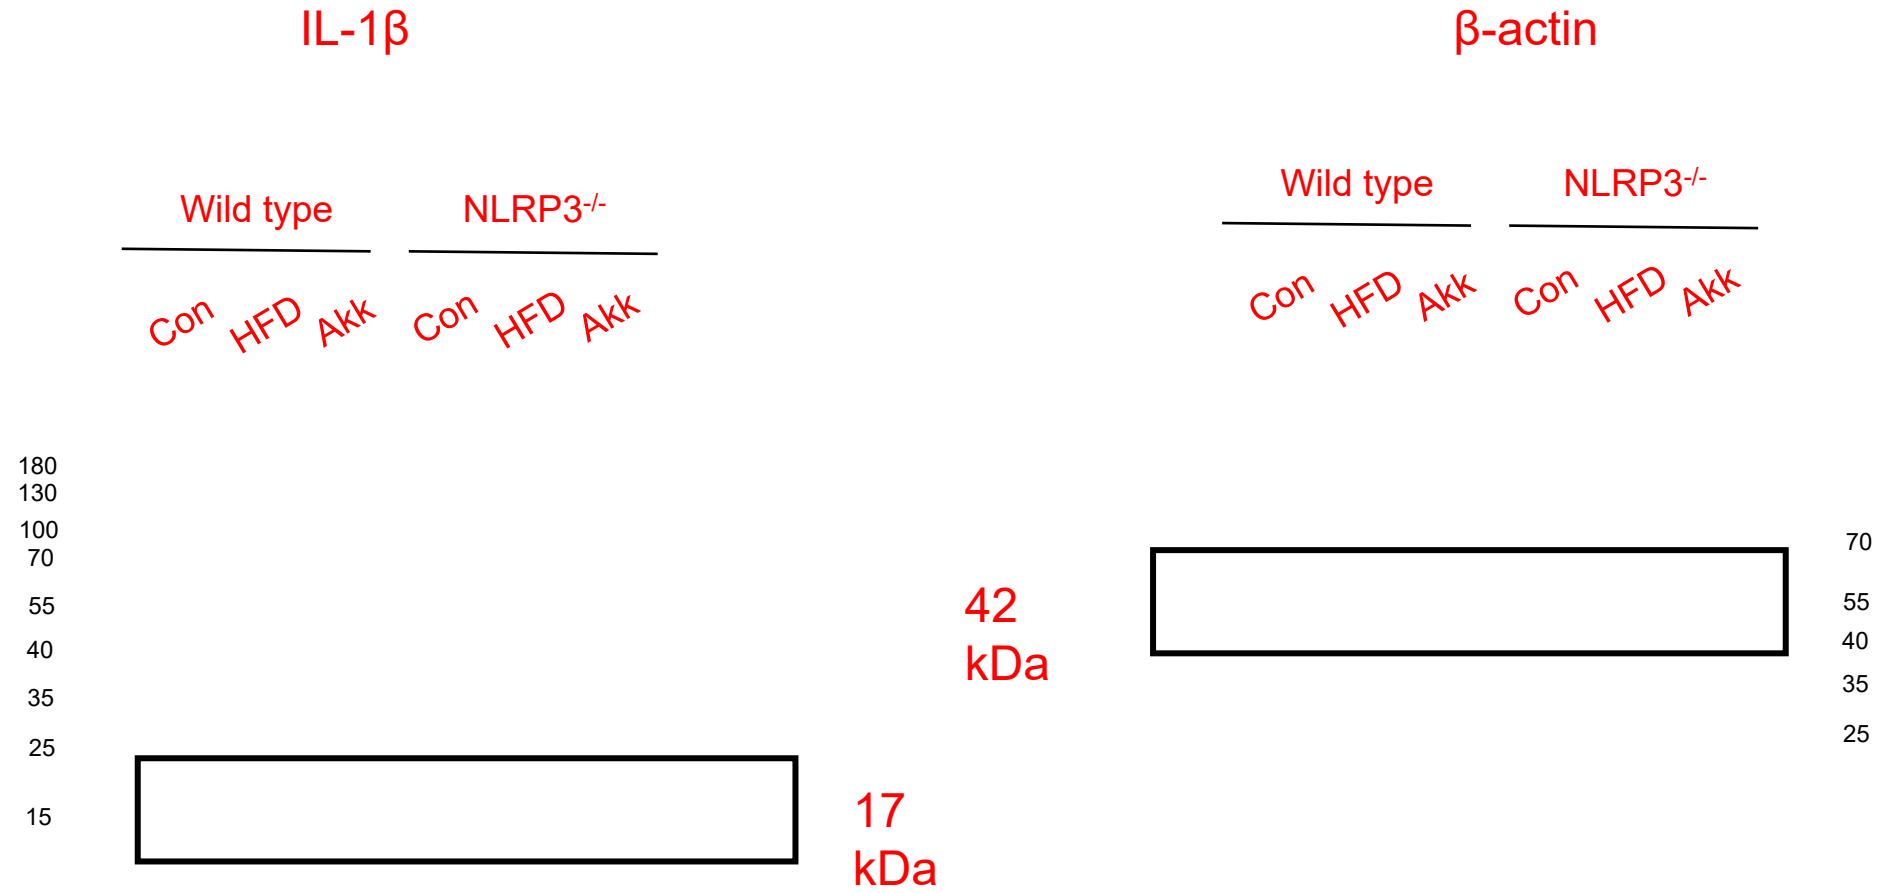 IL-1β
β-actin
Wild type NLRP3-/-
Wild type NLRP3-/-
Con HFD Akk Con HFD Akk
Con HFD Akk Con HFD Akk
180
130
100
70
55
40
35
25
15
17
kDa
42
kDa
70
55
40
35
25